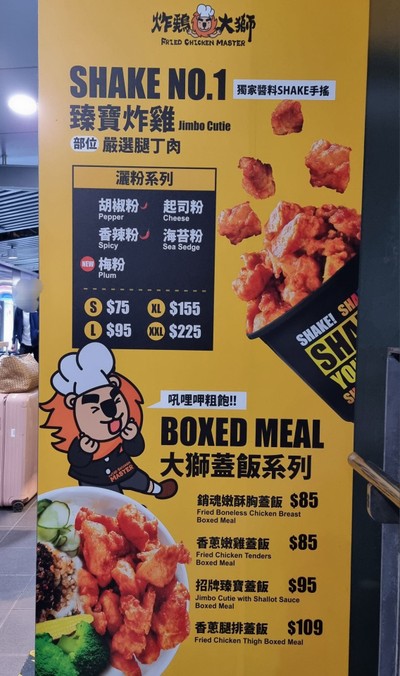 炸鷄大獅
FRIED CHICKEN MASTER
SHAKE NO.1 獨家醬料SHAKE手搖
臻寶炸雞 Jimbo Cutie
部位 嚴選腿丁肉
灑粉系列
胡椒粉 起司粉
Pepper Cheese
香辣粉 海苔粉
Spicy Sea Sedge
NEW 梅粉
Plum
S $75 XL $155
L $95 XXL $225
SHAKE! SHA
SHA
YO
吼哩呷粗飽!!
BOXED MEAL
大獅蓋飯系列
MASTER
銷魂嫩酥胸蓋飯 $85
Fried Boneless Chicken Breast
Boxed Meal
香蔥嫩雞蓋飯 $85
Fried Chicken Tenders
Boxed Meal
招牌臻寶蓋飯 $95
Jimbo Cutie with Shallot Sauce
Boxed Meal
香蔥腿排蓋飯 $109
Fried Chicken Thigh Boxed Meal